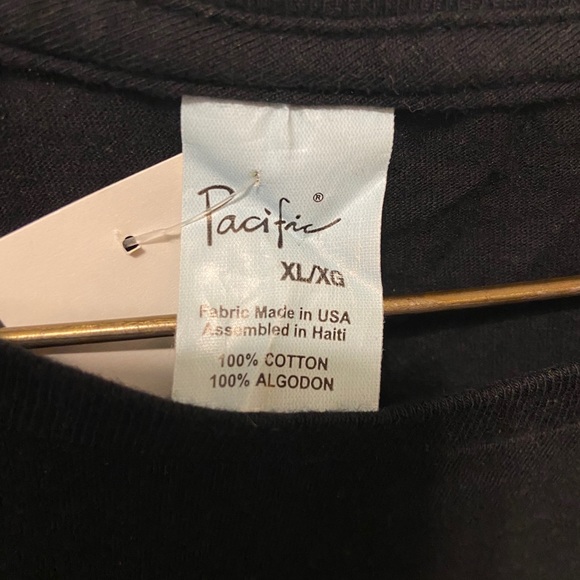 Pacific®
XL/XG
Fabric Made in USA
Assembled in Haiti
100% COTTON
100% ALGODON